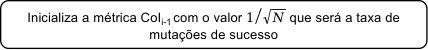 Inicializa a métrica Col_{i-1} com o valor 1/√N que será a taxa de
mutações de sucesso